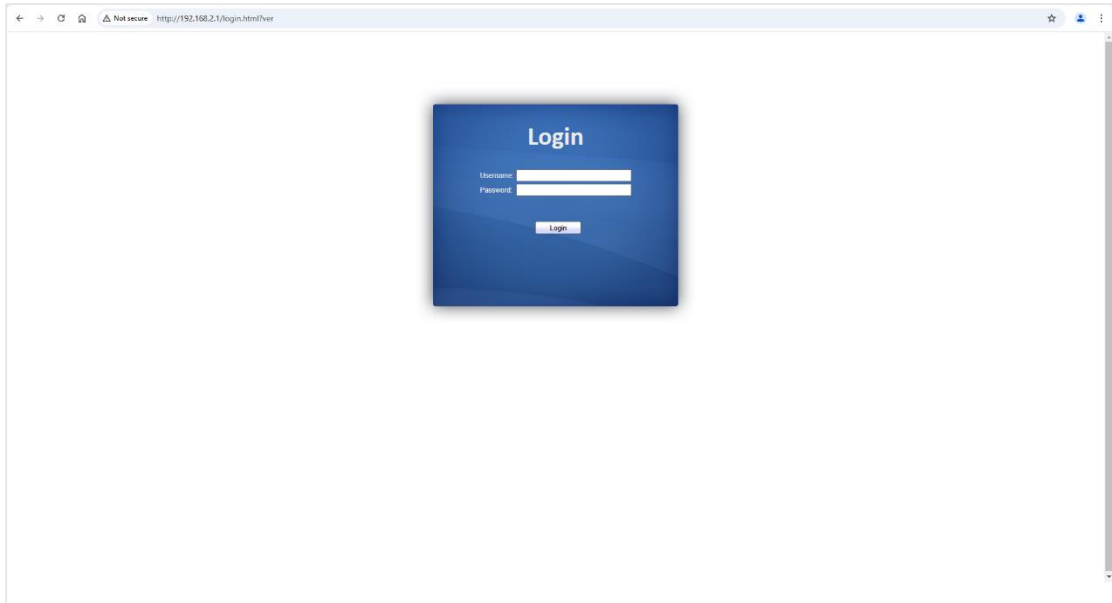 Not secure http://192.168.2.1/login.html?ver
Login
Username:
Password:
Login